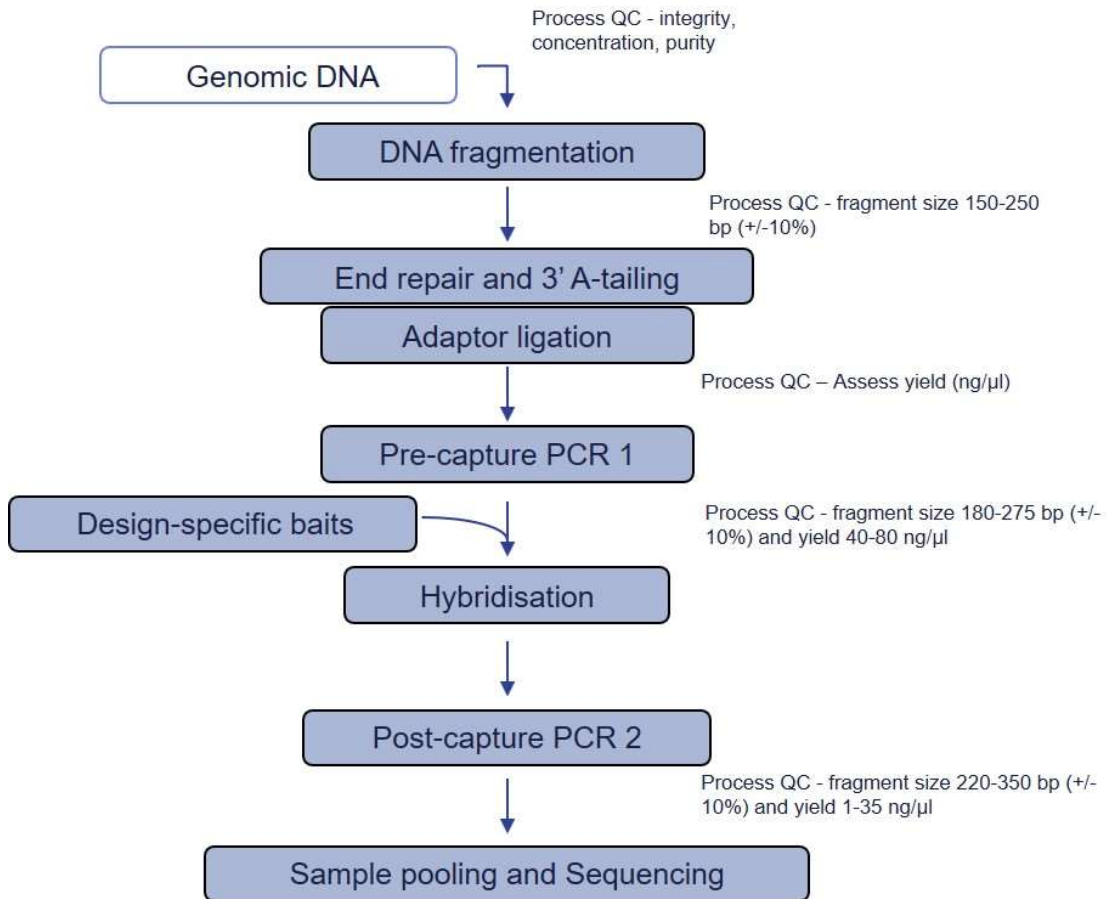 Process QC - integrity,
concentration, purity
Genomic DNA
DNA fragmentation
Process QC - fragment size 150-250
bp (+/-10%)
End repair and 3’ A-tailing
Adaptor ligation
Process QC – Assess yield (ng/µl)
Pre-capture PCR 1
Design-specific baits
Process QC - fragment size 180-275 bp (+/-
10%) and yield 40-80 ng/µl
Hybridisation
Post-capture PCR 2
Process QC - fragment size 220-350 bp (+/-
10%) and yield 1-35 ng/µl
Sample pooling and Sequencing